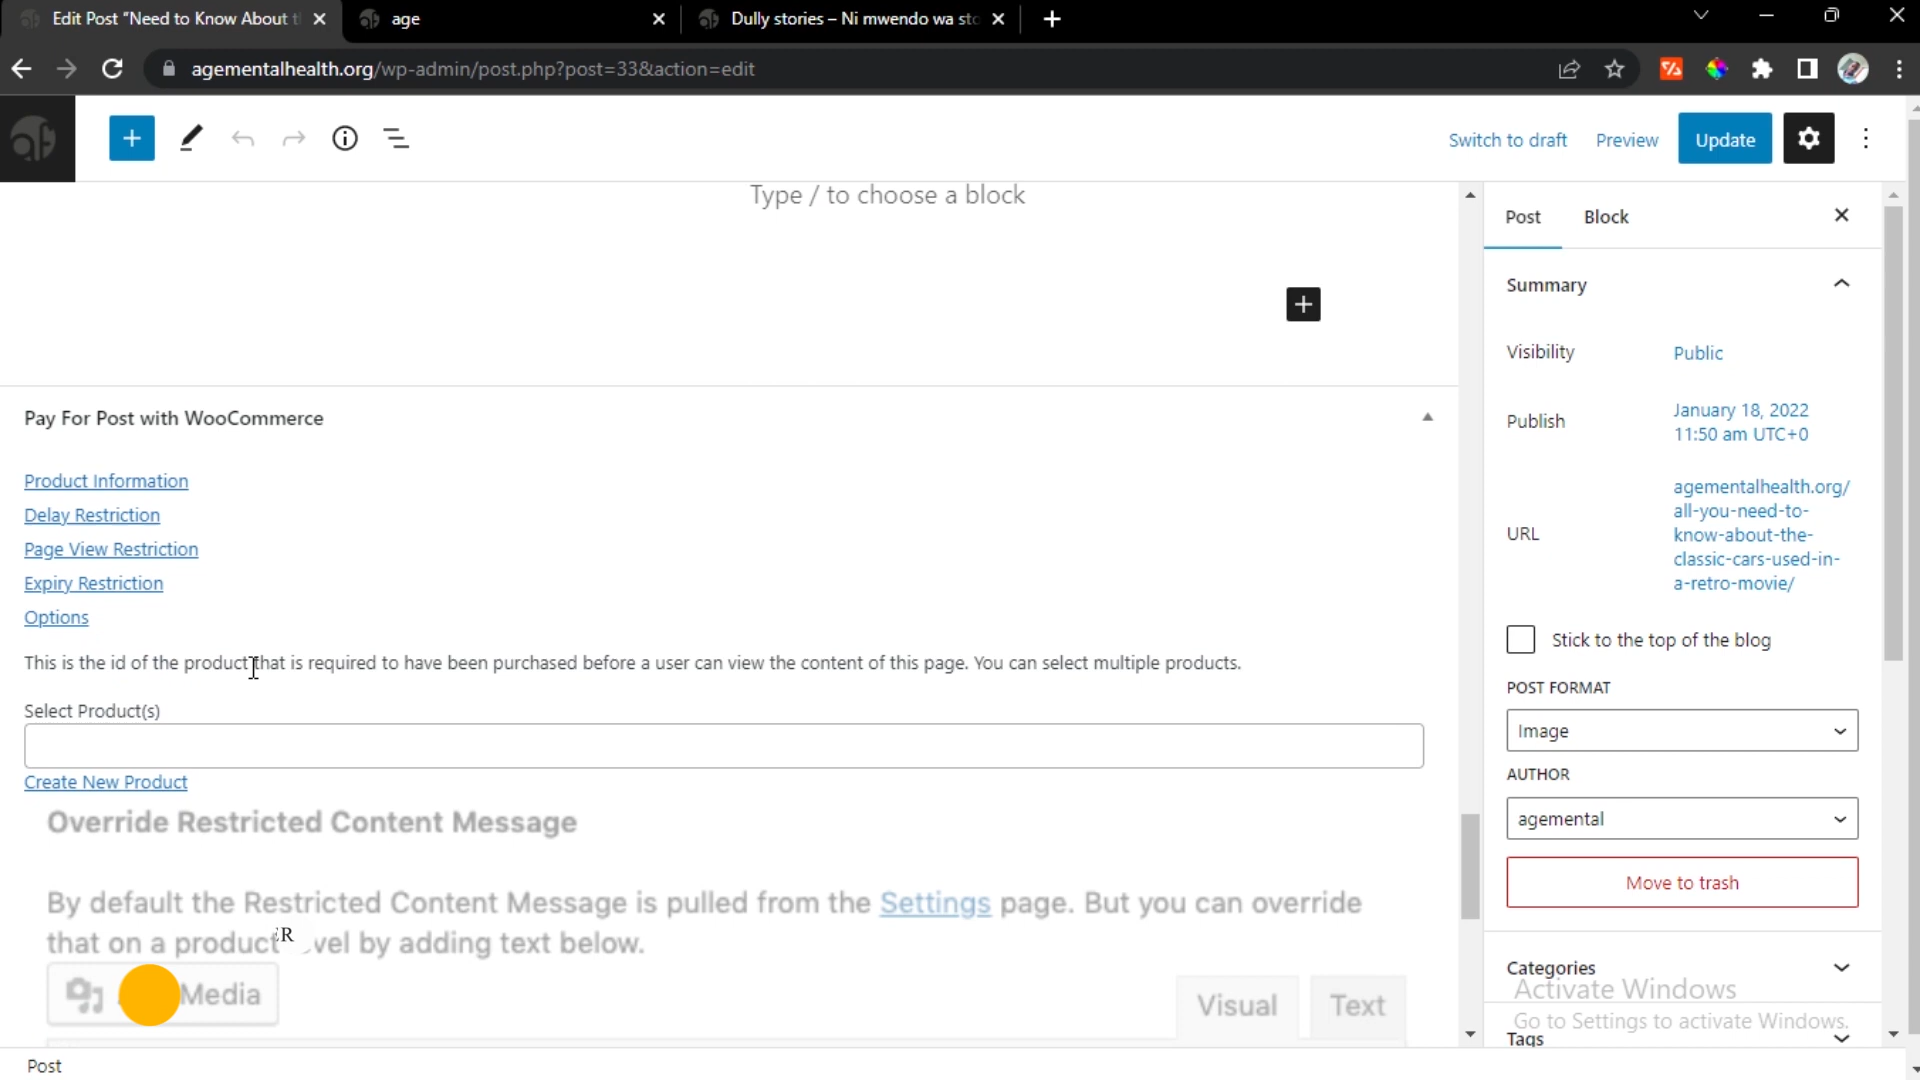 Edit Post "Need to Know About t
age
Dully stories – Ni mwendo wa sto
agementalhealth.org/wp-admin/post.php?post=33&action=edit
Switch to draft
Preview
Update
Type / to choose a block
Post
Block
Summary
Visibility
Public
Publish
January 18, 2022
11:50 am UTC+0
URL
agementalhealth.org/
all-you-need-to-
know-about-the-
classic-cars-used-in-
a-retro-movie/
Stick to the top of the blog
POST FORMAT
Image
AUTHOR
agemental
Move to trash
Categories
Tags
Pay For Post with WooCommerce
Product Information
Delay Restriction
Page View Restriction
Expiry Restriction
Options
This is the id of the product that is required to have been purchased before a user can view the content of this page. You can select multiple products.
Select Product(s)
Create New Product
Override Restricted Content Message
By default the Restricted Content Message is pulled from the Settings page. But you can override
that on a product vel by adding text below.
R
Media
Visual
Text
Activate Windows
Go to Settings to activate Windows.
Post